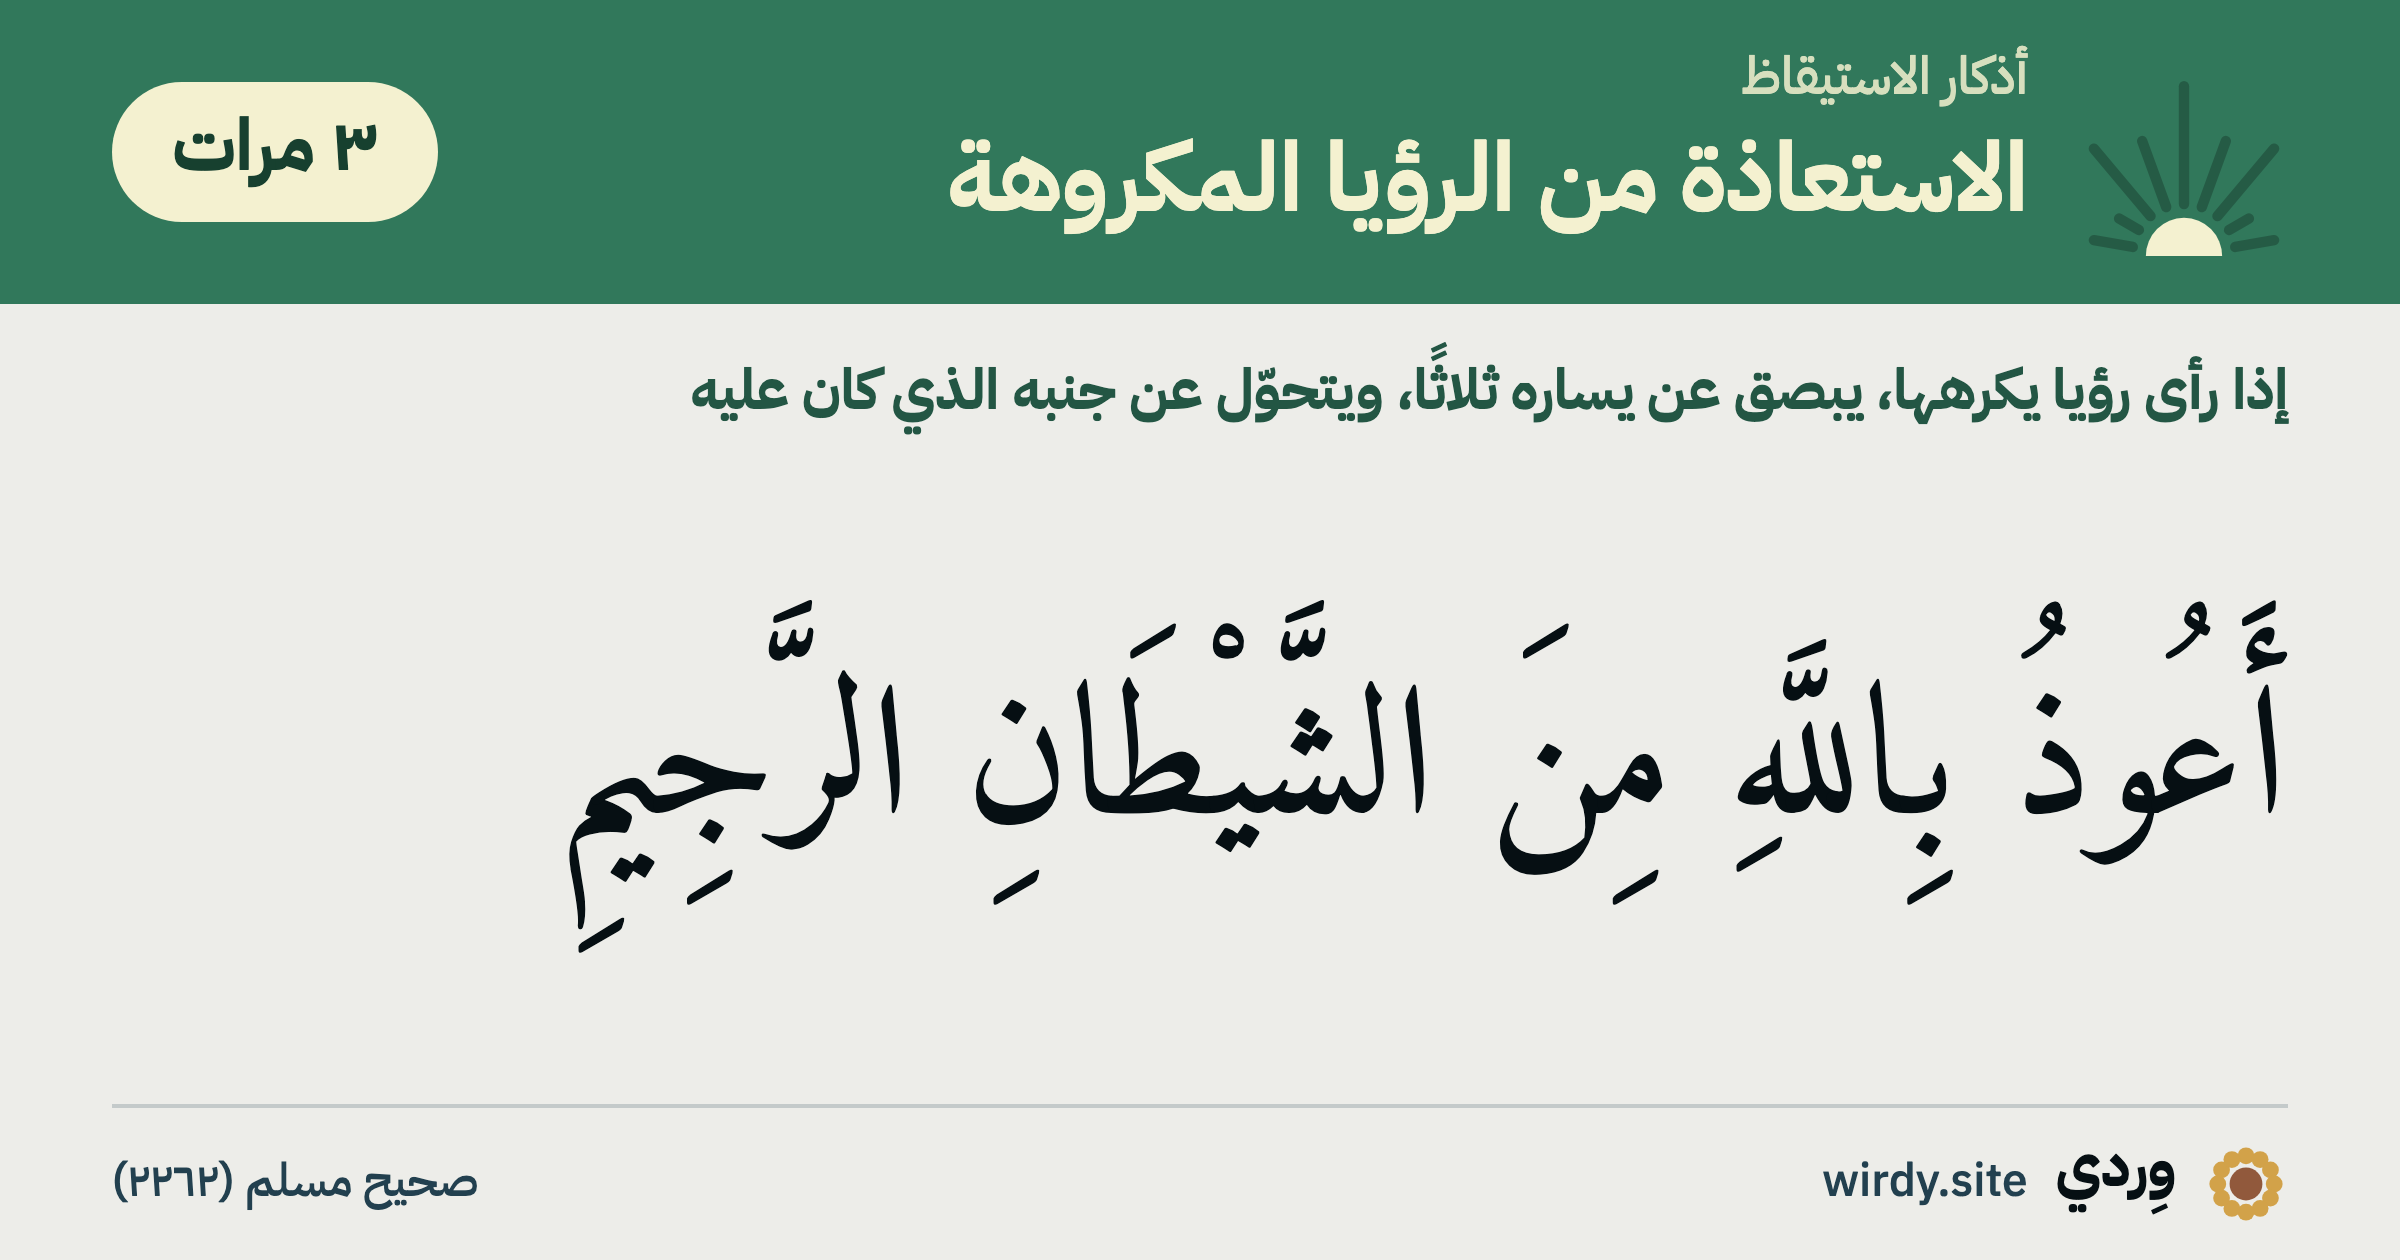 أذكار الاستيقاظ
الاستعاذة من الرؤيا المكروهة
٣ مرات
إذا رأى رؤيا يكرهها، يبصق عن يساره ثلاثًا، ويتحوّل عن جنبه الذي كان عليه
أَعُوذُ بِاللَّهِ مِنَ الشَّيْطَانِ الرَّجِيمِ
وِردي wirdy.site
صحيح مسلم (٢٢٦٢)